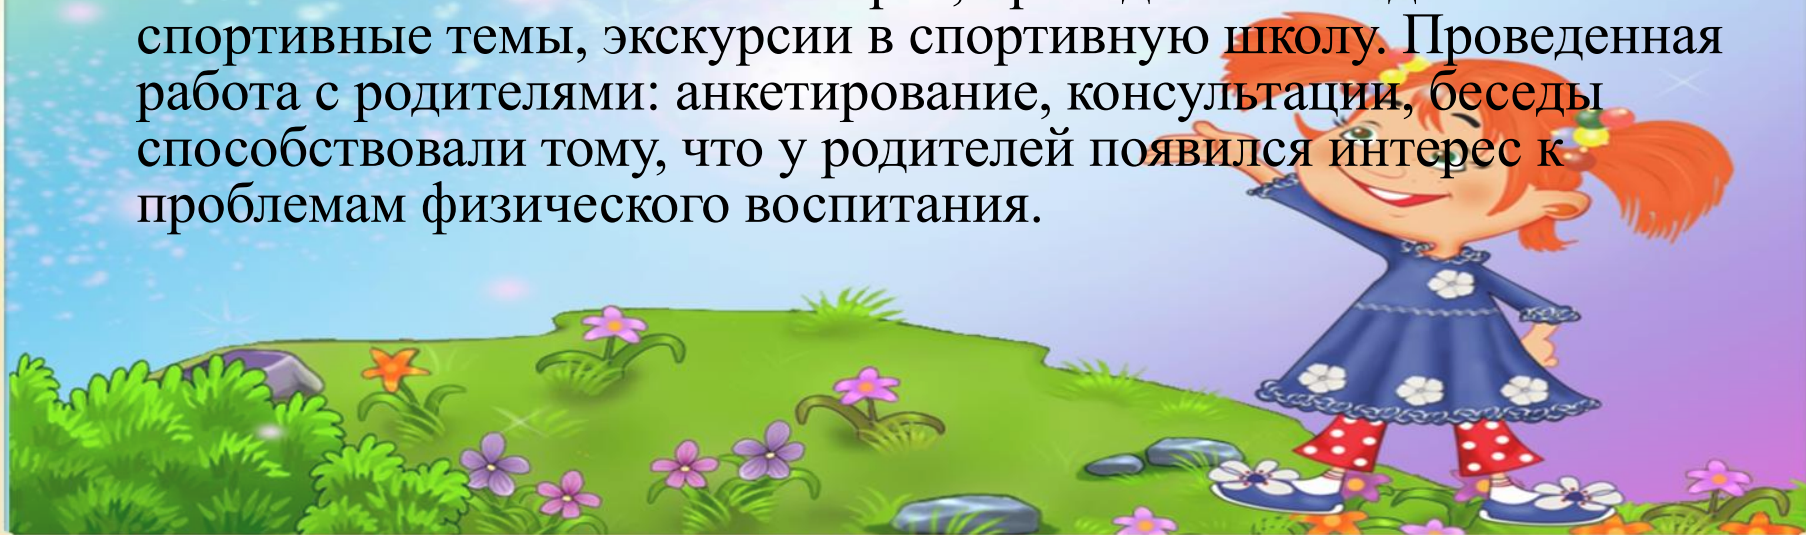 спортивные темы, экскурсии в спортивную школу. Проведенная
работа с родителями: анкетирование, консультации, беседы
способствовали тому, что у родителей появился интерес к
проблемам физического воспитания.